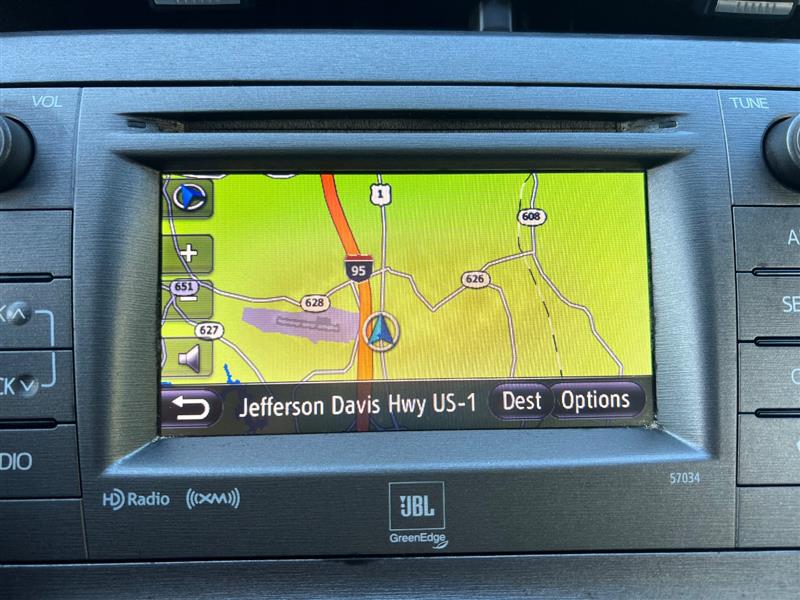 VOL
TUNE
1
608
95
626
651
628
627
Jefferson Davis Hwy US-1
Dest
Options
DIO
57034
HD Radio
((XM))
JBL
GreenEdge